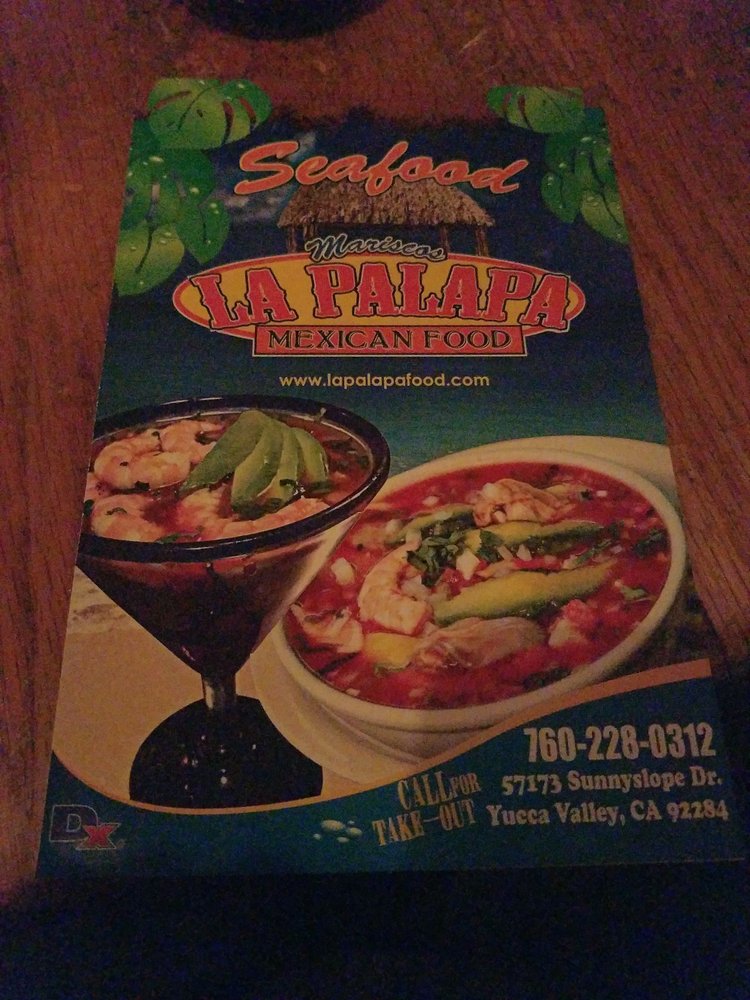 Seafood
Mariscos
LA PALAPA
MEXICAN FOOD
www.lapalapafood.com
760-228-0312
CALL FOR
TAKE-OUT
57173 Sunnyslope Dr.
Yucca Valley, CA 92284
DX